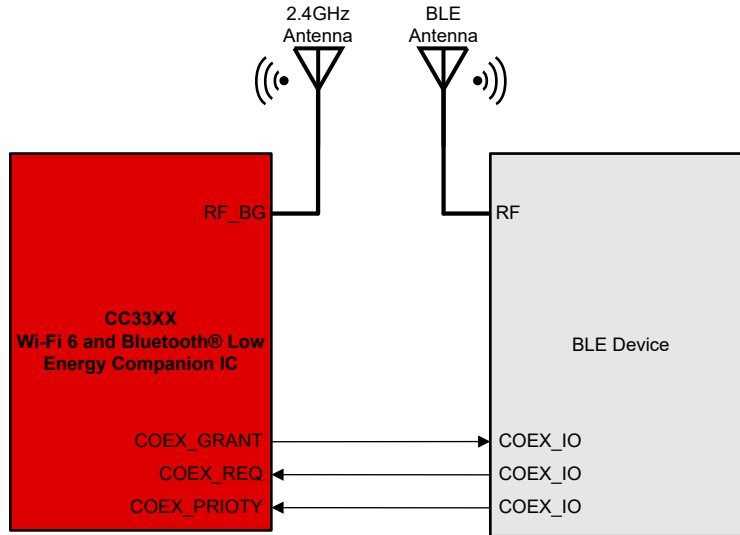 2.4GHz
Antenna
BLE
Antenna
RF_BG
RF
CC33XX
Wi-Fi 6 and Bluetooth® Low
Energy Companion IC
BLE Device
COEX_GRANT
COEX_IO
COEX_REQ
COEX_IO
COEX_PRIOTY
COEX_IO